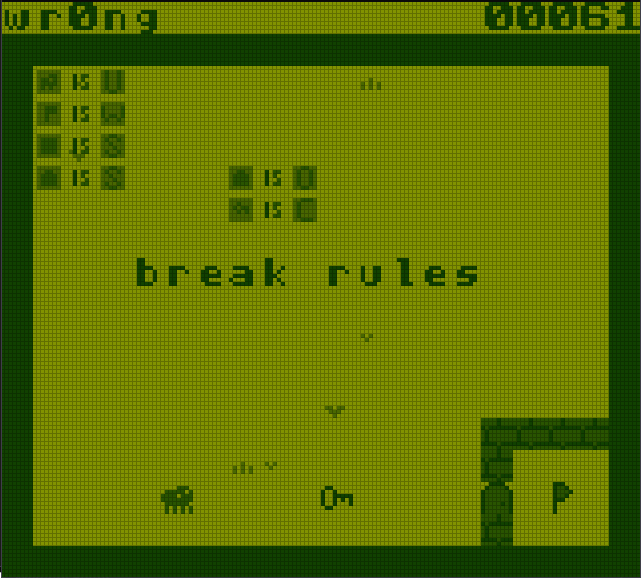 wr0ng 00061
IS U
IS W
IS S
IS S IS O
IS C
break rules